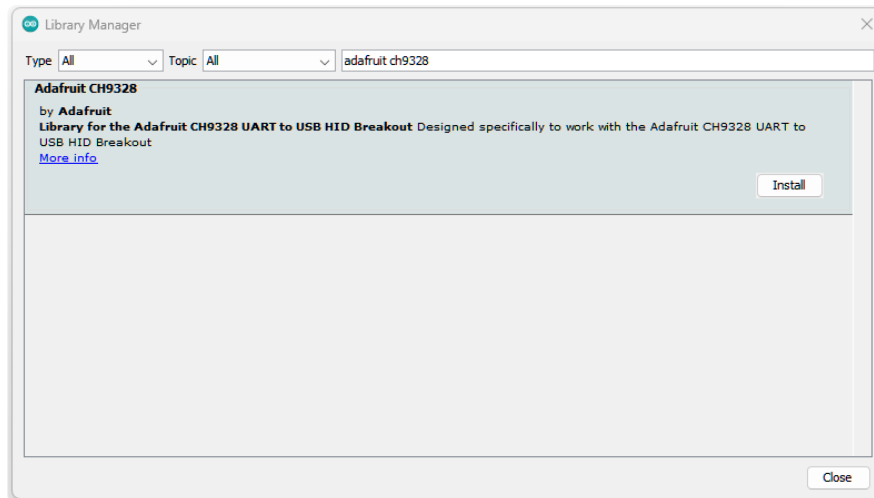 Library Manager
Type All Topic All adafruit ch9328
Adafruit CH9328
by Adafruit
Library for the Adafruit CH9328 UART to USB HID Breakout Designed specifically to work with the Adafruit CH9328 UART to
USB HID Breakout
More info
Install
Close